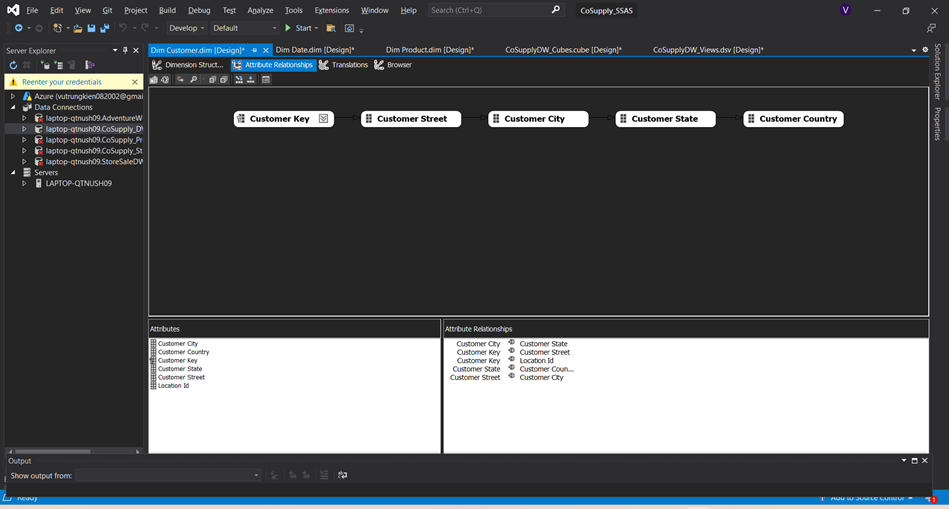 File Edit View Git Project Build Debug Test Analyze Tools Extensions Window Help Search (Ctrl+Q) CoSupply_SSAS V
Develop Default Start
Server Explorer
Dim Customer.dim [Design]* Dim Date.dim [Design]* Dim Product.dim [Design]* CoSupplyDW_Cubes.cube [Design]* CoSupplyDW_Views.dsv [Design]*
Dimension Struct... Attribute Relationships Translations Browser
Reenter your credentials
Azure (vutrungkien082002@gmai
Data Connections
laptop-qtnush09.AdventureW
laptop-qtnush09.CoSupply_D
laptop-qtnush09.CoSupply_Pr
laptop-qtnush09.CoSupply_St
laptop-qtnush09.StoreSaleDW
Servers
LAPTOP-QTNUSH09
Customer Key Customer Street Customer City Customer State Customer Country
Attributes
Customer City
Customer Country
Customer Key
Customer State
Customer Street
Location Id
Attribute Relationships
Customer City Customer State
Customer Key Customer Street
Customer Key Location Id
Customer State Customer Coun...
Customer Street Customer City
Solution Explorer
Properties
Output
Show output from:
Ready Add to Source Control 1